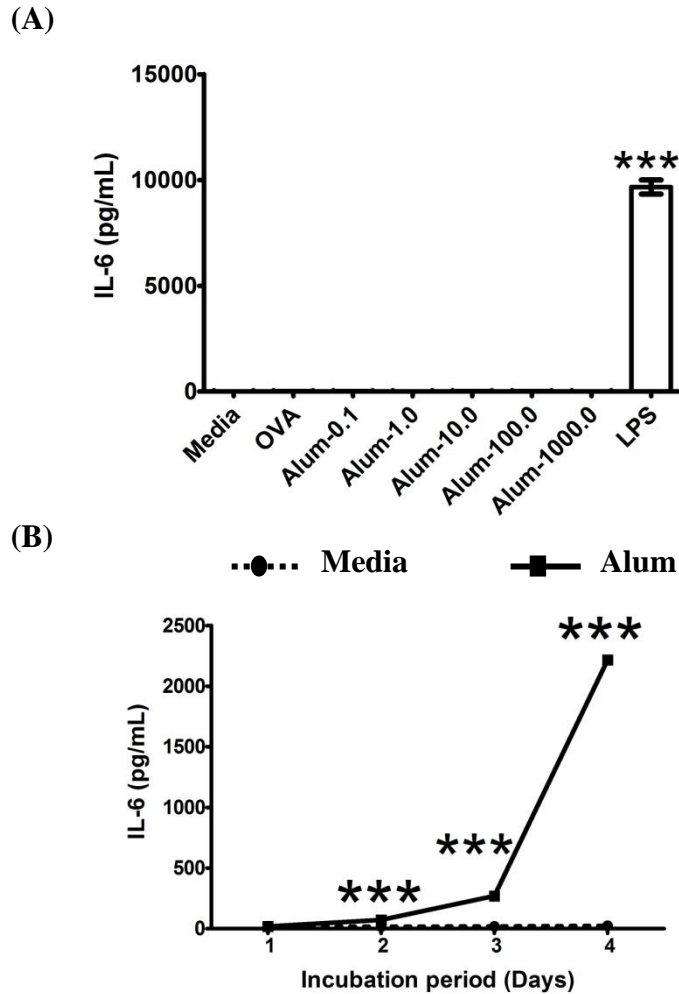 (A)
15000
10000
5000
0
IL-6 (pg/mL)
***
Media
OVA
Alum-0.1
Alum-1.0
Alum-10.0
Alum-100.0
Alum-1000.0
LPS
(B)
Media
Alum
2500
2000
1500
1000
500
0
IL-6 (pg/mL)
***
***
***
1 2 3 4
Incubation period (Days)